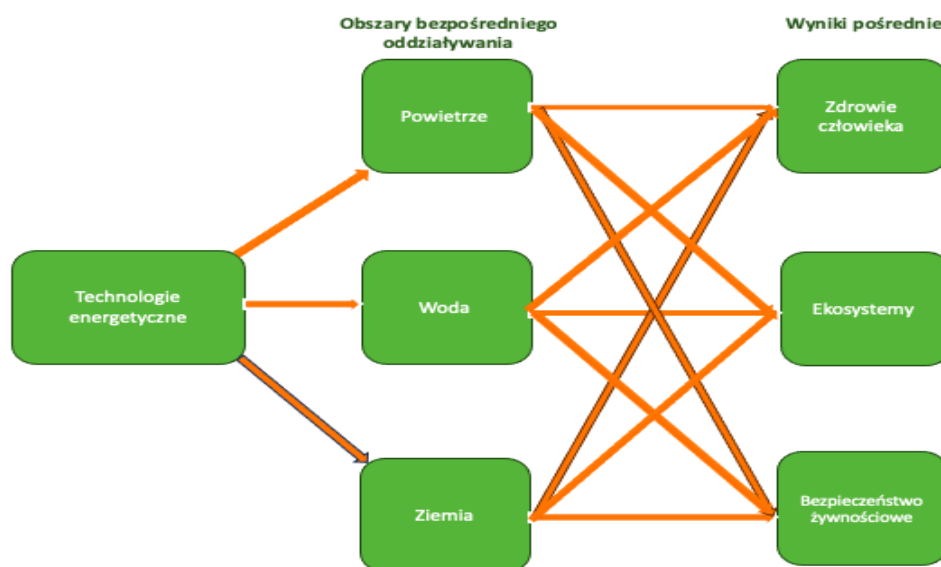 Obszary bezpośredniego
oddziaływania
Wyniki pośrednie
Powietrze
Zdrowie
człowieka
Technologie
energetyczne
Woda
Ekosystemy
Ziemia
Bezpieczeństwo
żywnościowe